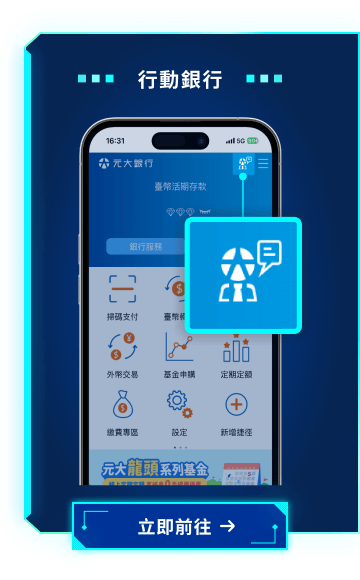 行動銀行
16:31
5G
元大銀行
臺幣活期存款
銀行服務
掃碼支付
臺幣
外幣交易
基金申購
定期定額
繳費專區
設定
新增捷徑
元大龍頭系列基金
立即前往 →